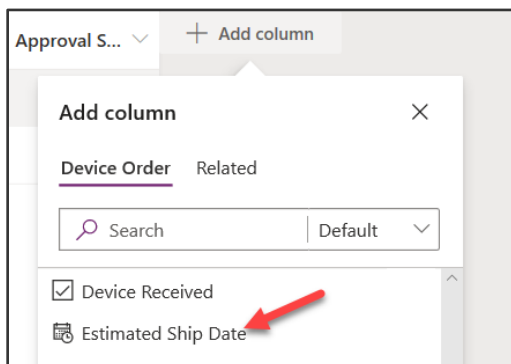 Approval S...
+ Add column
Add column
Device Order Related
Search Default
Device Received
Estimated Ship Date